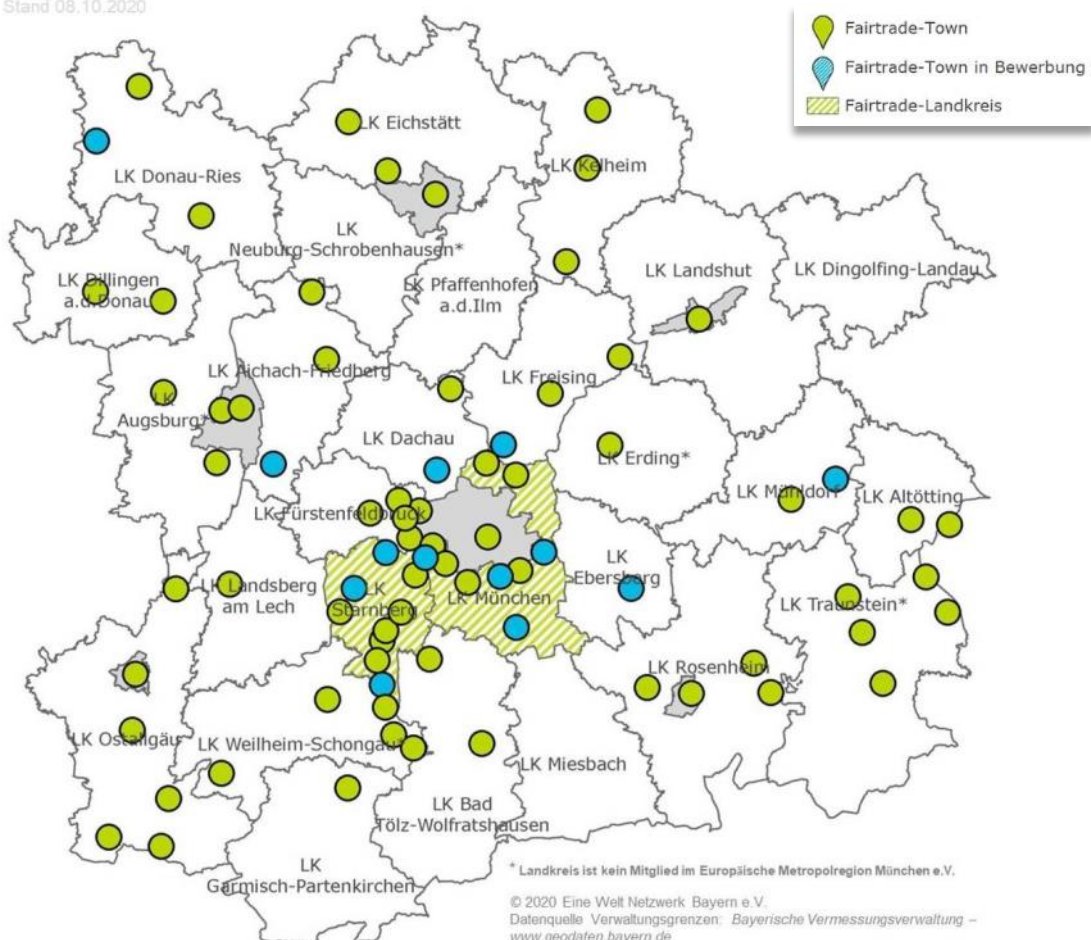 Stand 08.10.2020
Fairtrade-Town
Fairtrade-Town in Bewerbung
Fairtrade-Landkreis
LK Eichstätt
LK Kelheim
LK Donau-Ries
LK
Neuburg-Schrobenhausen*
LK Dillingen
a.d.Donau
LK Pfaffenhofen
a.d.Ilm
LK Landshut
LK Dingolfing-Landau
LK Aichach-Friedberg
LK Freising
LK
Augsburg*
LK Dachau
LK Erding*
LK Mühldorf
LK Altötting
LK Fürstenfeldbruck
LK
Ebersberg
LK Landsberg
am Lech
LK
Starnberg
LK München
LK Traunstein*
LK Rosenheim
LK Ostallgäu
LK Weilheim-Schongau*
LK Miesbach
LK Bad
Tölz-Wolfratshausen
LK
Garmisch-Partenkirchen
* Landkreis ist kein Mitglied im Europäische Metropolregion München e.V.
© 2020 Eine Welt Netzwerk Bayern e.V.
Datenquelle Verwaltungsgrenzen: Bayerische Vermessungsverwaltung –
www.geodaten.bayern.de